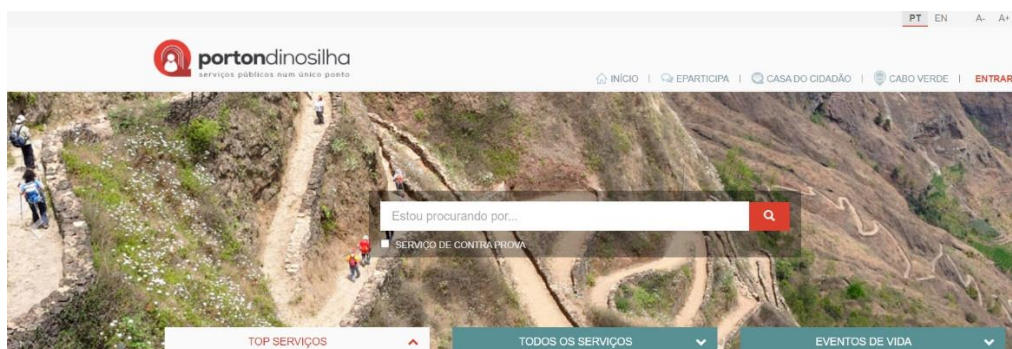 PT EN A- A+
portondinosilha
serviços públicos num único ponto
INÍCIO | EPARTICIPA | CASA DO CIDADÃO | CABO VERDE | ENTRAR
Estou procurando por...
SERVIÇO DE CONTRA PROVA
TOP SERVIÇOS TODOS OS SERVIÇOS EVENTOS DE VIDA